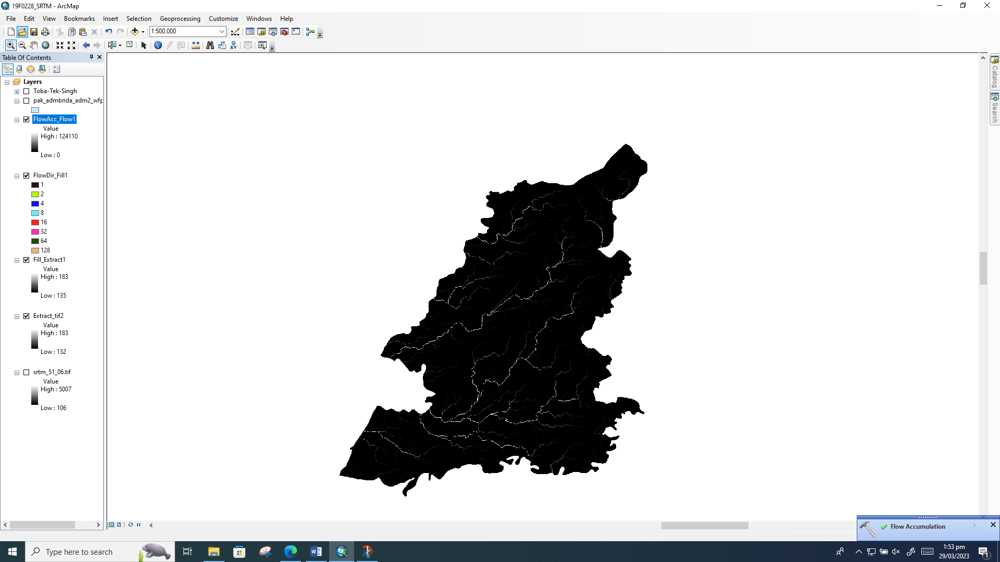 19F0228_SRTM - ArcMap
File Edit View Bookmarks Insert Selection Geoprocessing Customize Windows Help
1:500,000
Table Of Contents
Layers
Toba-Tek-Singh
pak_admbnda_adm2_wfp
FlowAcc_Flow1
Value
High : 124110
Low : 0
FlowDir_Fill1
1
2
4
8
16
32
64
128
Fill_Extract1
Value
High : 183
Low : 135
Extract_tif2
Value
High : 183
Low : 132
srtm_51_06.tif
Value
High : 5007
Low : 106
Catalog
Search
Flow Accumulation
Type here to search
1:53 pm
29/03/2023
1